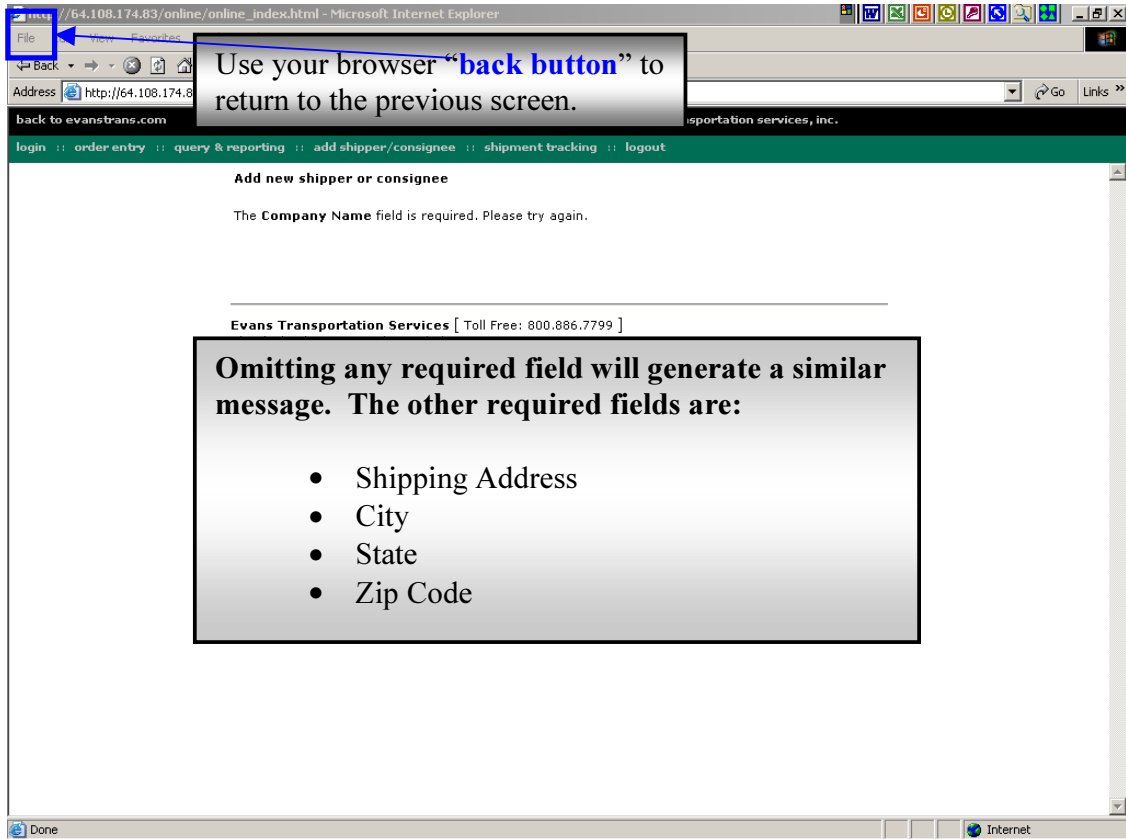 http://64.108.174.83/online/online_index.html - Microsoft Internet Explorer
File View Favorites
Back
Address http://64.108.174.8 Go Links »
Use your browser “back button” to
return to the previous screen.
back to evanstrans.com sportation services, inc.
login :: order entry :: query & reporting :: add shipper/consignee :: shipment tracking :: logout
Add new shipper or consignee
The Company Name field is required. Please try again.
Evans Transportation Services [ Toll Free: 800.886.7799 ]
Omitting any required field will generate a similar
message. The other required fields are:
• Shipping Address
• City
• State
• Zip Code
Done Internet